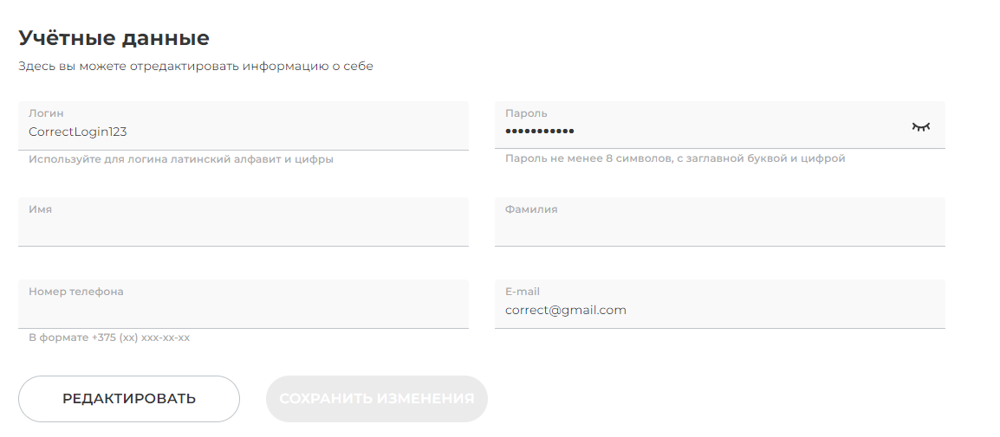 Учётные данные
Здесь вы можете отредактировать информацию о себе
Логин
CorrectLogin123
Используйте для логина латинский алфавит и цифры
Пароль
•••••••••••
Пароль не менее 8 символов, с заглавной буквой и цифрой
Имя
Фамилия
Номер телефона
В формате +375 (xx) xxx-xx-xx
E-mail
correct@gmail.com
РЕДАКТИРОВАТЬ
СОХРАНИТЬ ИЗМЕНЕНИЯ